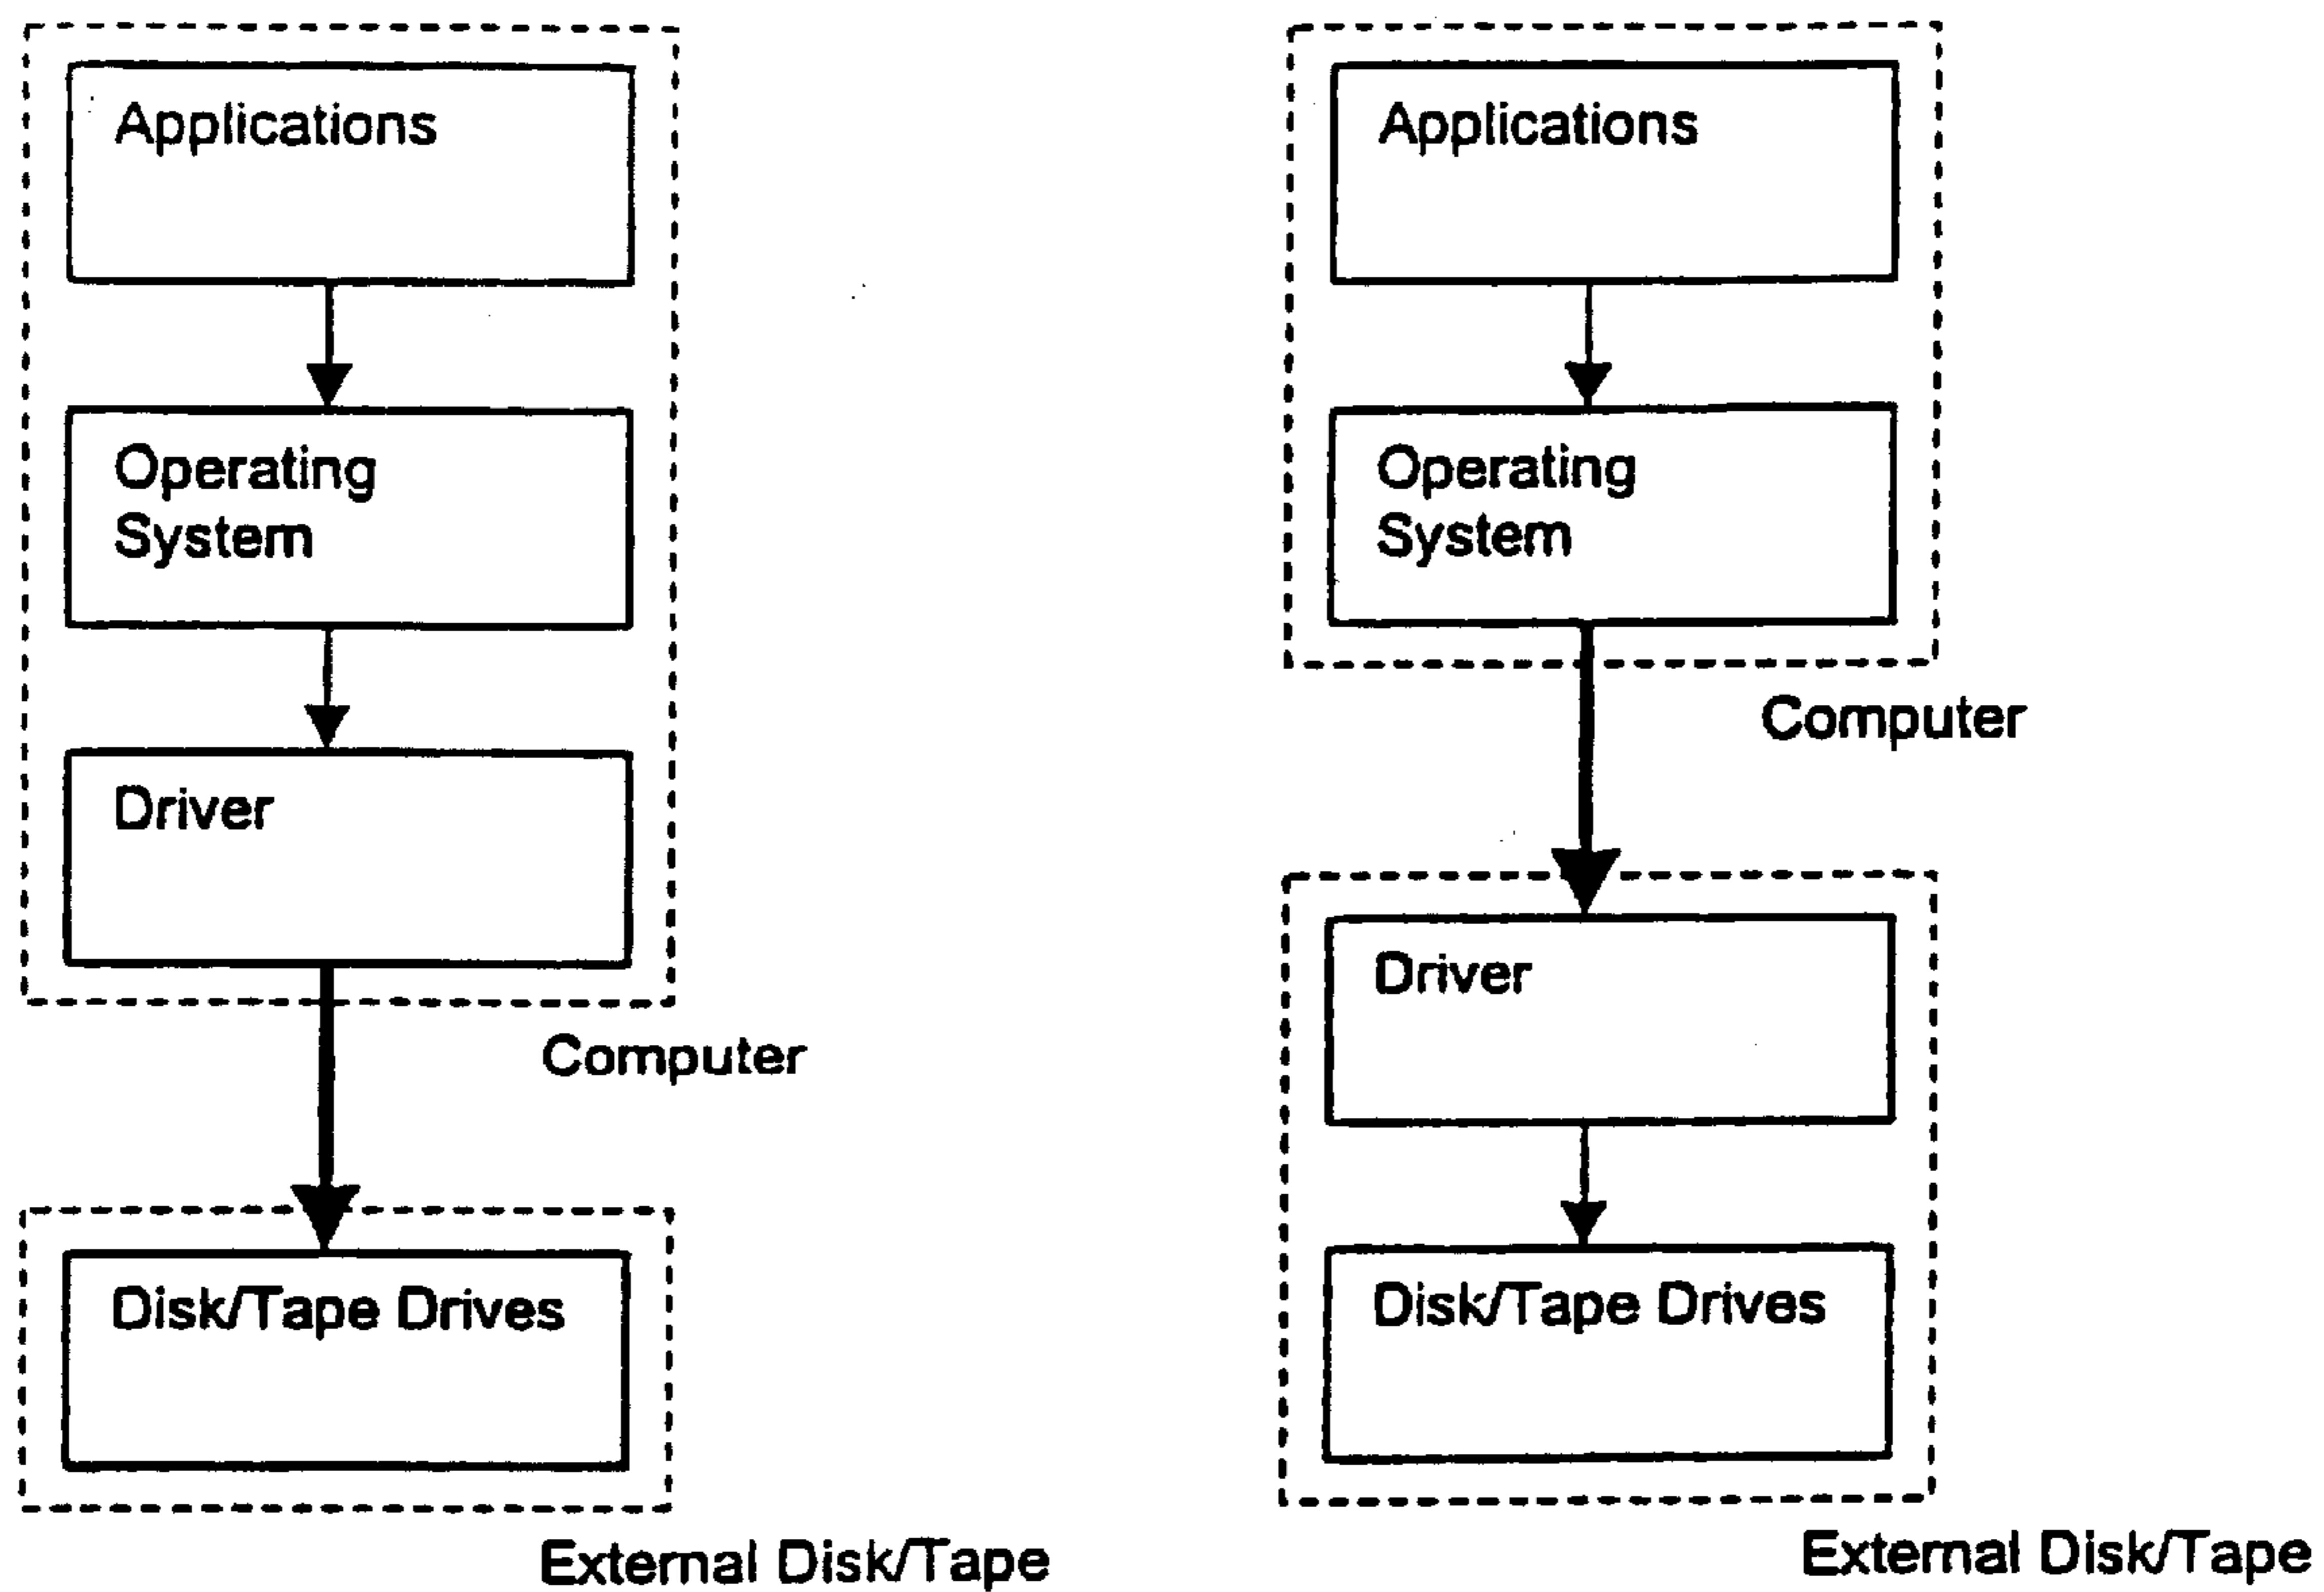 Applications
Operating
System
Driver
Computer
Disk/Tape Drives
External Disk/Tape
Applications
Operating
System
Computer
Driver
Disk/Tape Drives
External Disk/Tape